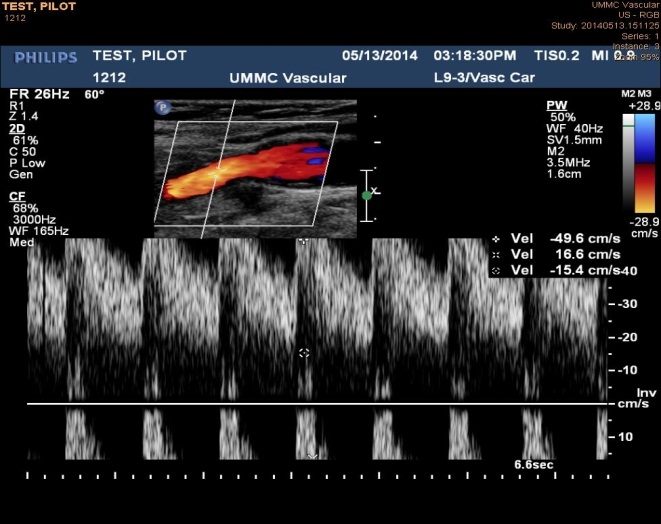 TEST, PILOT
1212
UMMC Vascular
US - RGB
Study: 20140513.151125
Series: 1
Instance: 3
95%
PHILIPS
TEST, PILOT
05/13/2014
03:18:30PM
TIS0.2
MI 0.9
1212
UMMC Vascular
L9-3/Vasc Car
FR 26Hz
60°
R1
Z 1.4
2D
61%
C 50
P Low
Gen
CF
68%
3000Hz
WF 165Hz
Med
P
x
PW
50%
WF 40Hz
SV1.5mm
M2
3.5MHz
1.6cm
M2 M3
+28.9
-28.9
cm/s
Vel -49.6 cm/s
Vel 16.6 cm/s
Vel -15.4 cm/s
-40
-30
-20
-10
Inv
cm/s
10
6.6sec